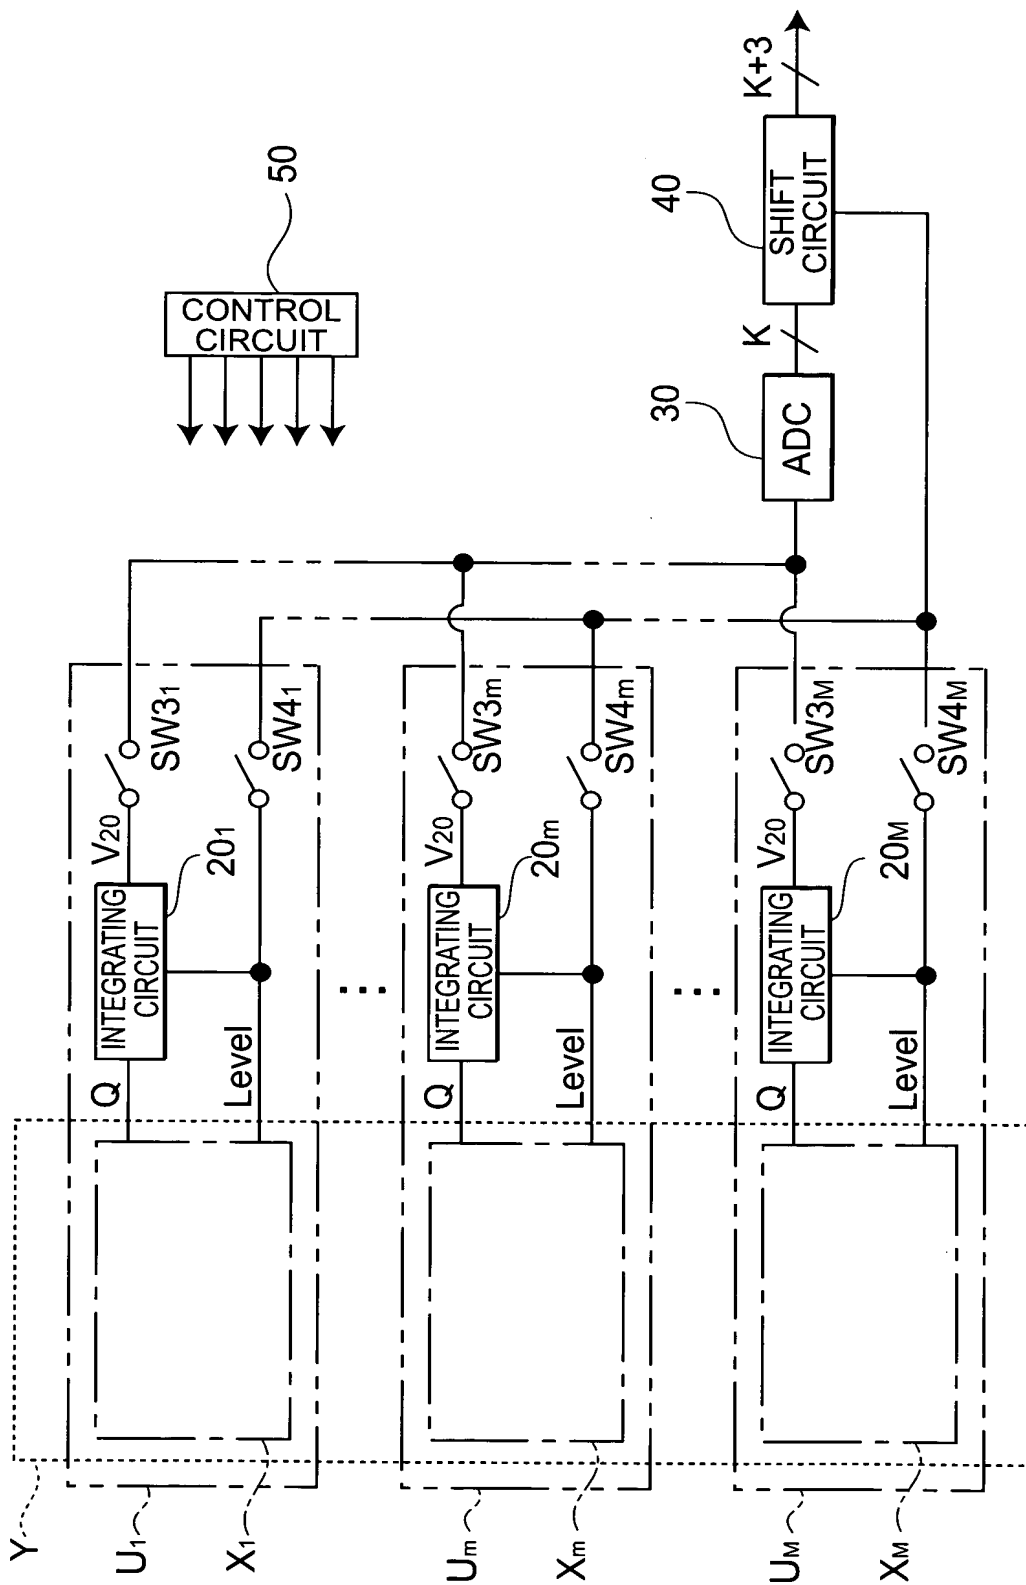 Y
U1
X1
Q
Level
INTEGRATING
CIRCUIT
201
V20
SW31
SW41
Um
Xm
Q
Level
INTEGRATING
CIRCUIT
20m
V20
SW3m
SW4m
UM
XM
Q
Level
INTEGRATING
CIRCUIT
20M
V20
SW3M
SW4M
...
...
CONTROL
CIRCUIT
50
30
ADC
K
40
SHIFT
CIRCUIT
K+3